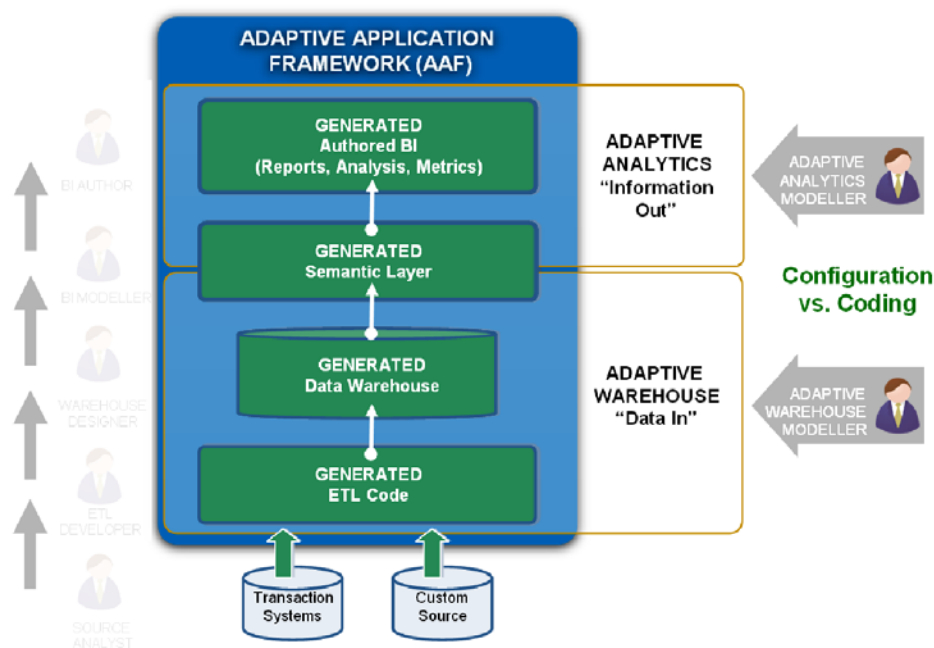 ADAPTIVE APPLICATION
FRAMEWORK (AAF)
GENERATED
Authored BI
(Reports, Analysis, Metrics)
ADAPTIVE
ANALYTICS
“Information
Out”
ADAPTIVE
ANALYTICS
MODELLER
BI AUTHOR
GENERATED
Semantic Layer
BI MODELLER
Configuration
vs. Coding
GENERATED
Data Warehouse
ADAPTIVE
WAREHOUSE
“Data In”
ADAPTIVE
WAREHOUSE
MODELLER
WAREHOUSE
DESIGNER
GENERATED
ETL Code
ETL
DEVELOPER
Transaction
Systems
Custom
Source
SOURCE
ANALYST